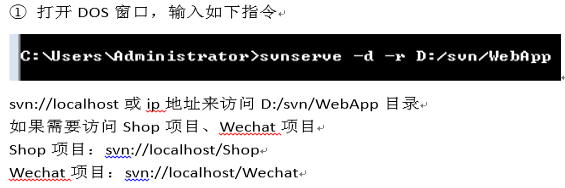 ① 打开 DOS 窗口，输入如下指令
C:\Users\Administrator>svnserve -d -r D:/svn/WebApp
svn://localhost 或 ip 地址来访问 D:/svn/WebApp 目录
如果需要访问 Shop 项目、Wechat 项目
Shop 项目：svn://localhost/Shop
Wechat 项目：svn://localhost/Wechat